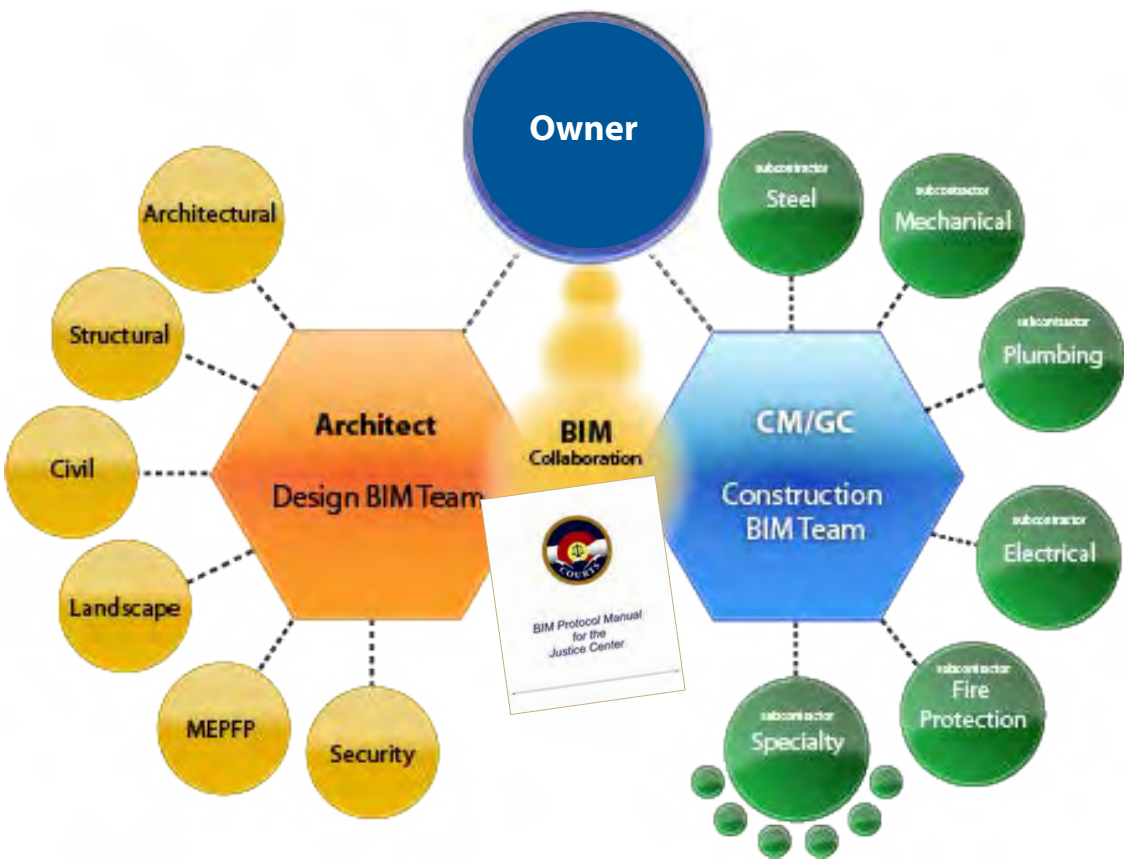 Owner
Architectural
Structural
Civil
Landscape
MEPFP
Security
Architect
Design BIM Team
BIM
Collaboration
COURTS
BIM Protocol Manual
for the
Justice Center
CM/GC
Construction
BIM Team
subcontractor
Steel
subcontractor
Mechanical
subcontractor
Plumbing
subcontractor
Electrical
subcontractor
Fire
Protection
subcontractor
Specialty